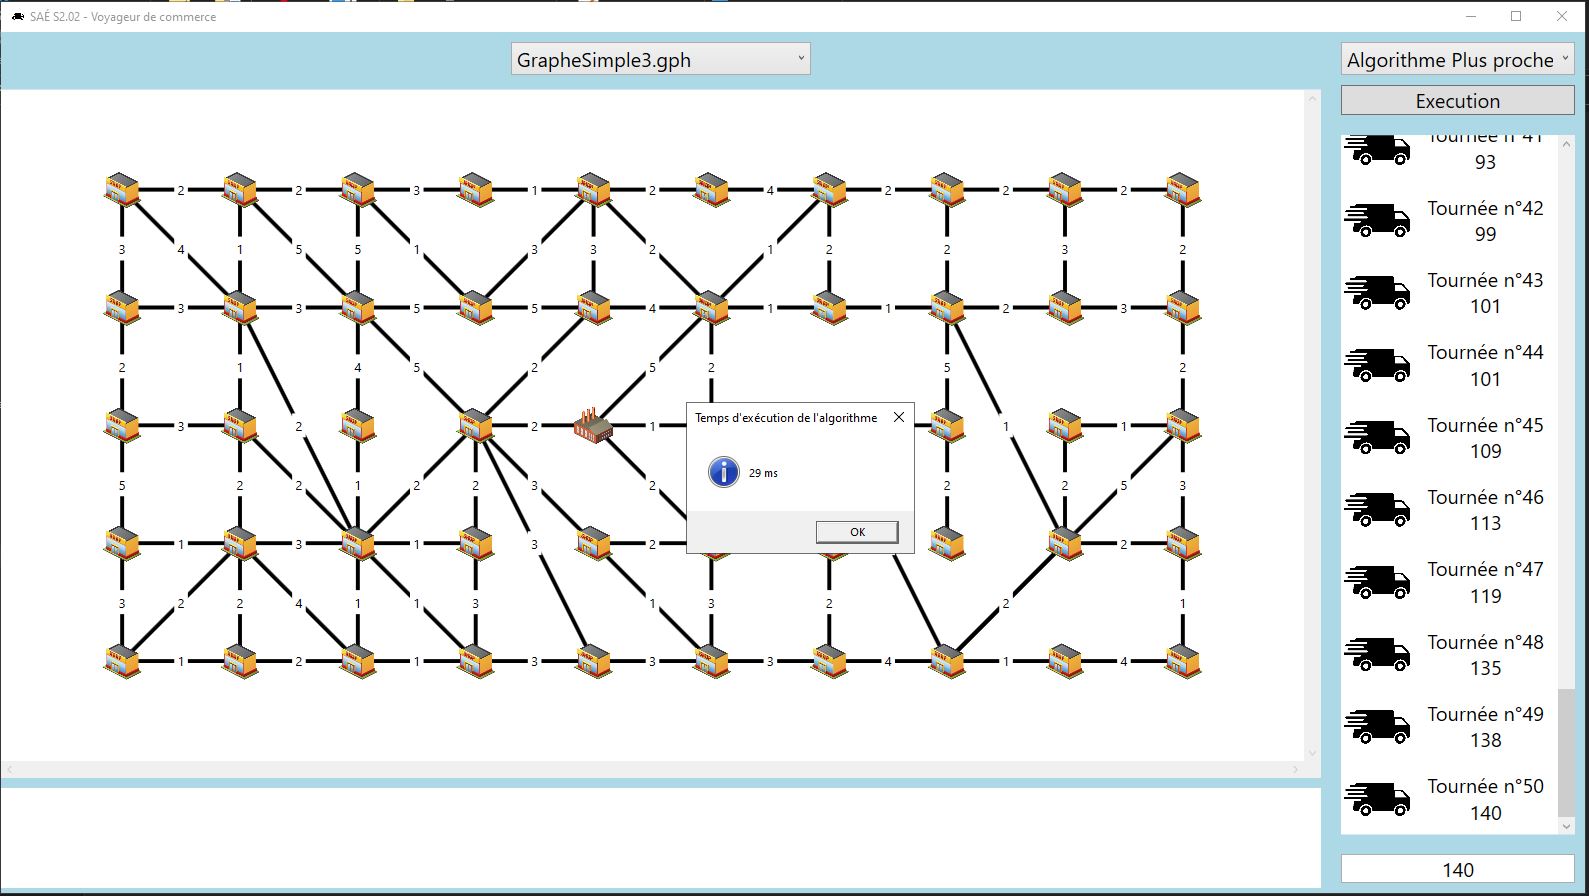 SAÉ S2.02 - Voyageur de commerce
GrapheSimple3.gph
Algorithme Plus proche
Execution
2 2 3 1 2 4 2 2 2
3 4 1 5 5 1 3 3 2 1 2 2 3 2
3 3 5 5 4 1 1 2 3
2 1 2 4 5 2 5 2 5 1 2
3 2 1 1
5 2 2 1 2 2 3 3 2 2 2 5 3
1 3 2 2
3 2 2 4 1 1 3 1 3 2 2 1
1 2 1 3 3 3 4 1 4
Temps d'exécution de l'algorithme
29 ms
OK
Tournée n°41
93
Tournée n°42
99
Tournée n°43
101
Tournée n°44
101
Tournée n°45
109
Tournée n°46
113
Tournée n°47
119
Tournée n°48
135
Tournée n°49
138
Tournée n°50
140
140